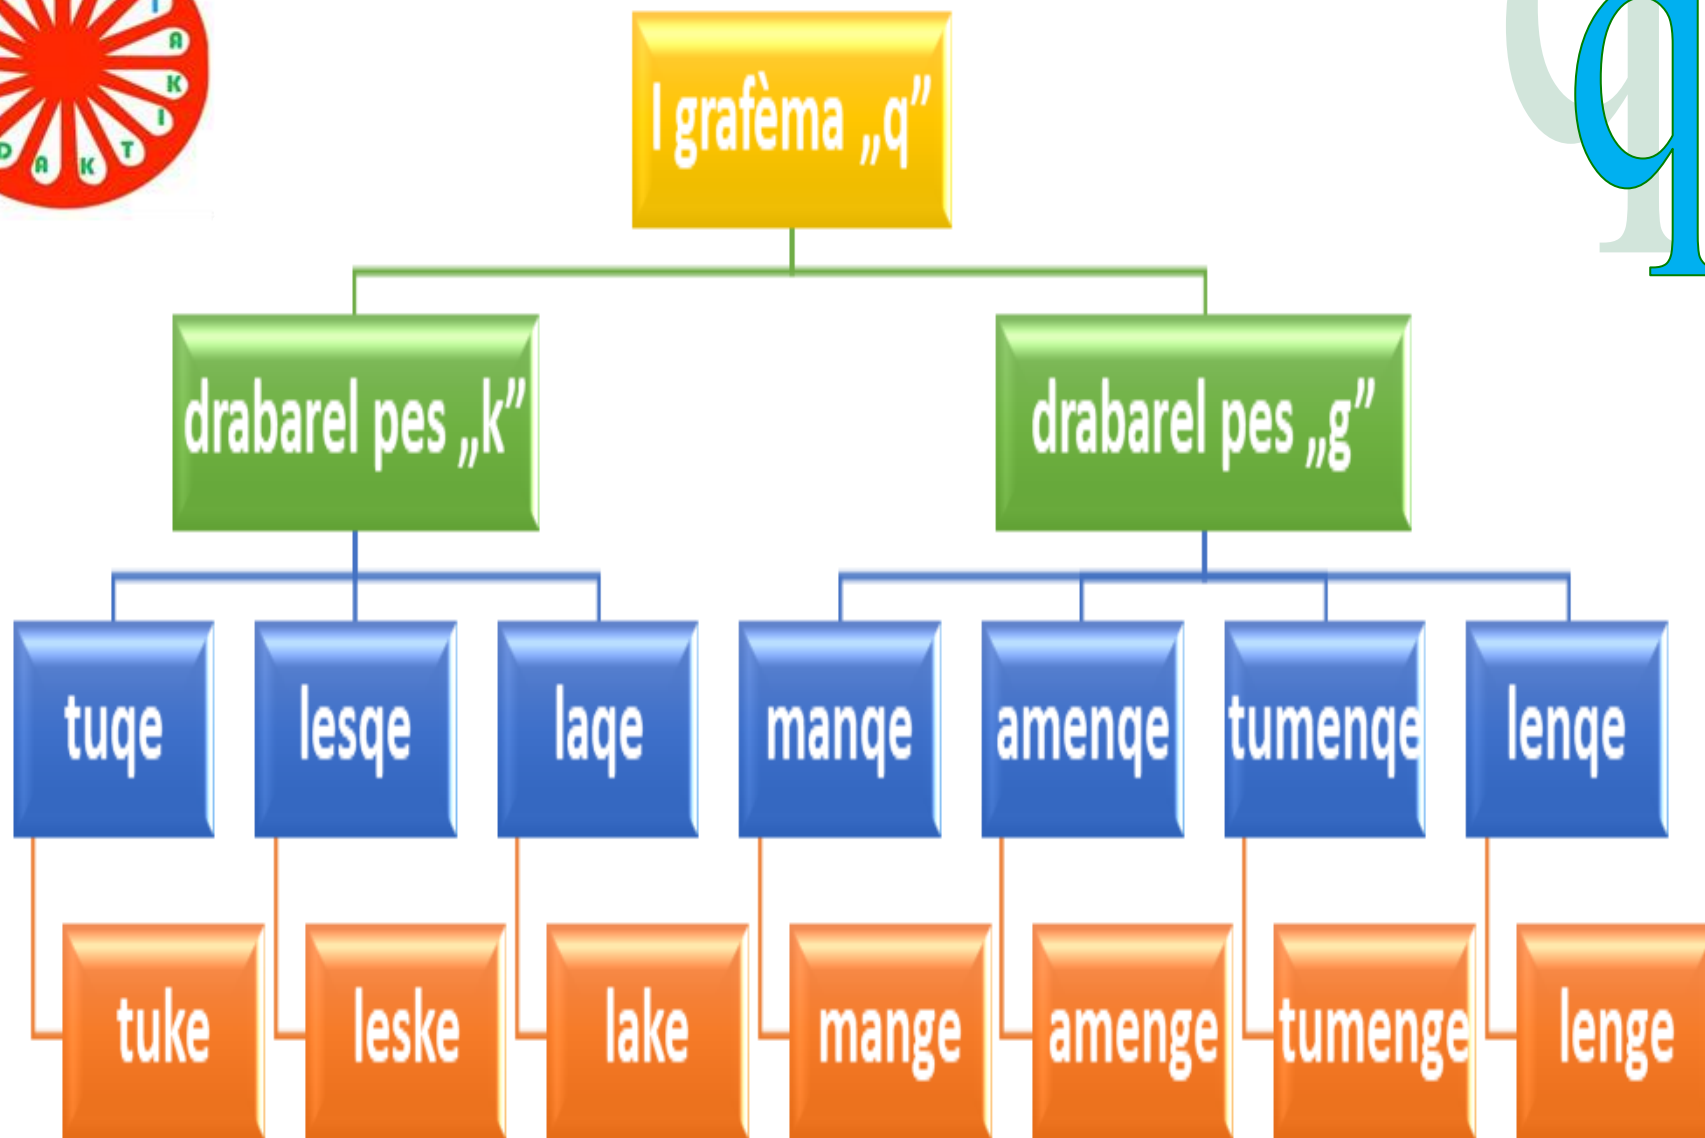 I grafèma „q”
q
drabarel pes „k”
drabarel pes „g”
tuqe
lesqe
laqe
manqe
amenqe
tumenqe
lenqe
tuke
leske
lake
mange
amenge
tumenge
lenge